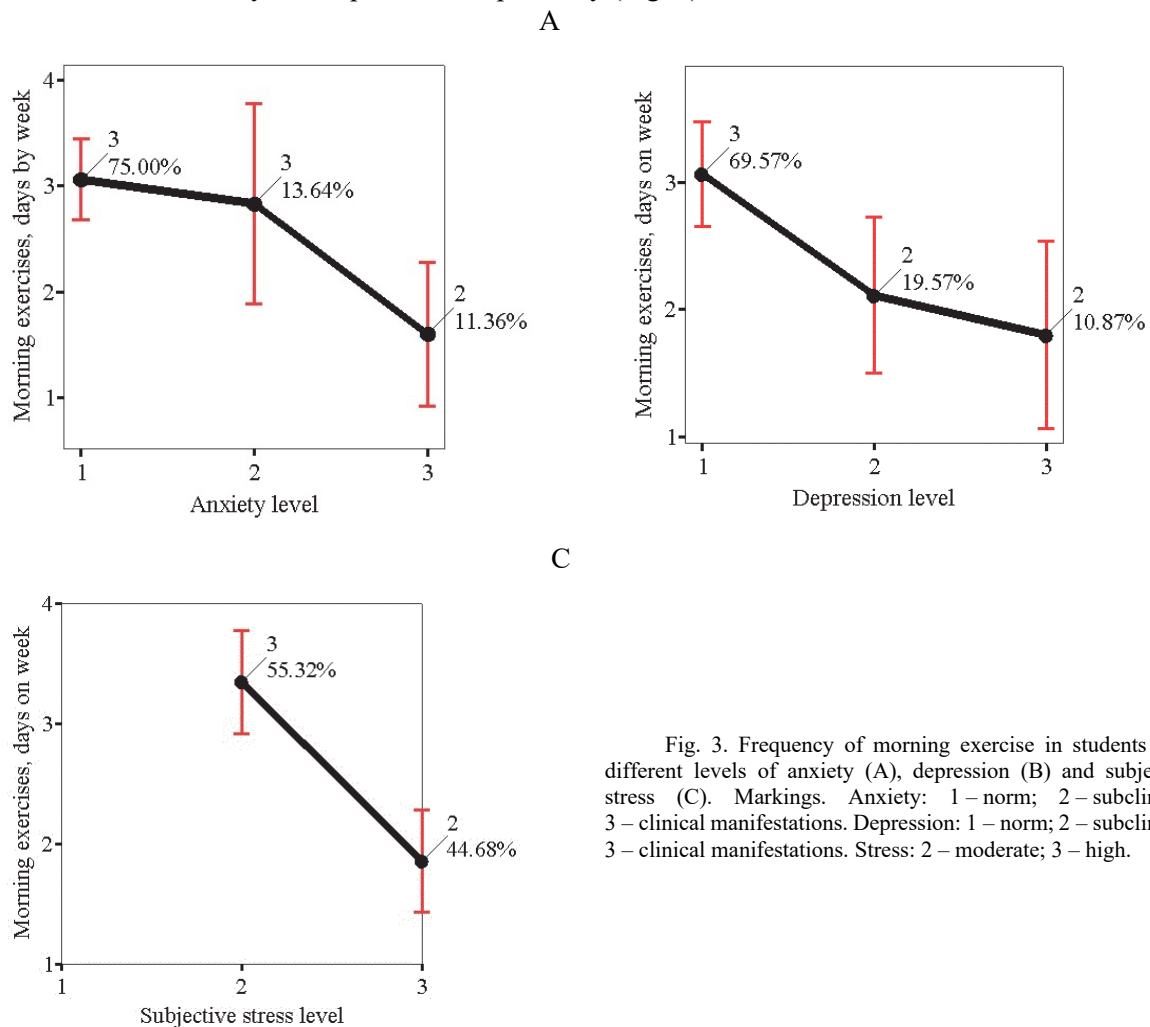 A
Morning exercises, days by week
4
3
2
1
3
75.00%
3
13.64%
2
11.36%
1 2 3
Anxiety level
Morning exercises, days on week
3
2
1
3
69.57%
2
19.57%
2
10.87%
1 2 3
Depression level
C
Morning exercises, days on week
4
3
2
1
3
55.32%
2
44.68%
1 2 3
Subjective stress level
Fig. 3. Frequency of morning exercise in students
different levels of anxiety (A), depression (B) and subje
stress (C). Markings. Anxiety: 1 – norm; 2 – subclin
3 – clinical manifestations. Depression: 1 – norm; 2 – subclin
3 – clinical manifestations. Stress: 2 – moderate; 3 – high.